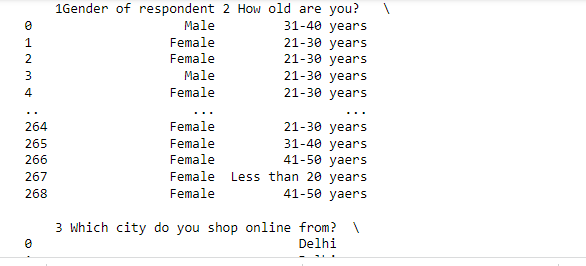 1Gender of respondent 2 How old are you? \
0 Male 31-40 years
1 Female 21-30 years
2 Female 21-30 years
3 Male 21-30 years
4 Female 21-30 years
.. ... ...
264 Female 21-30 years
265 Female 31-40 years
266 Female 41-50 yaers
267 Female Less than 20 years
268 Female 41-50 yaers
3 Which city do you shop online from? \
0 Delhi